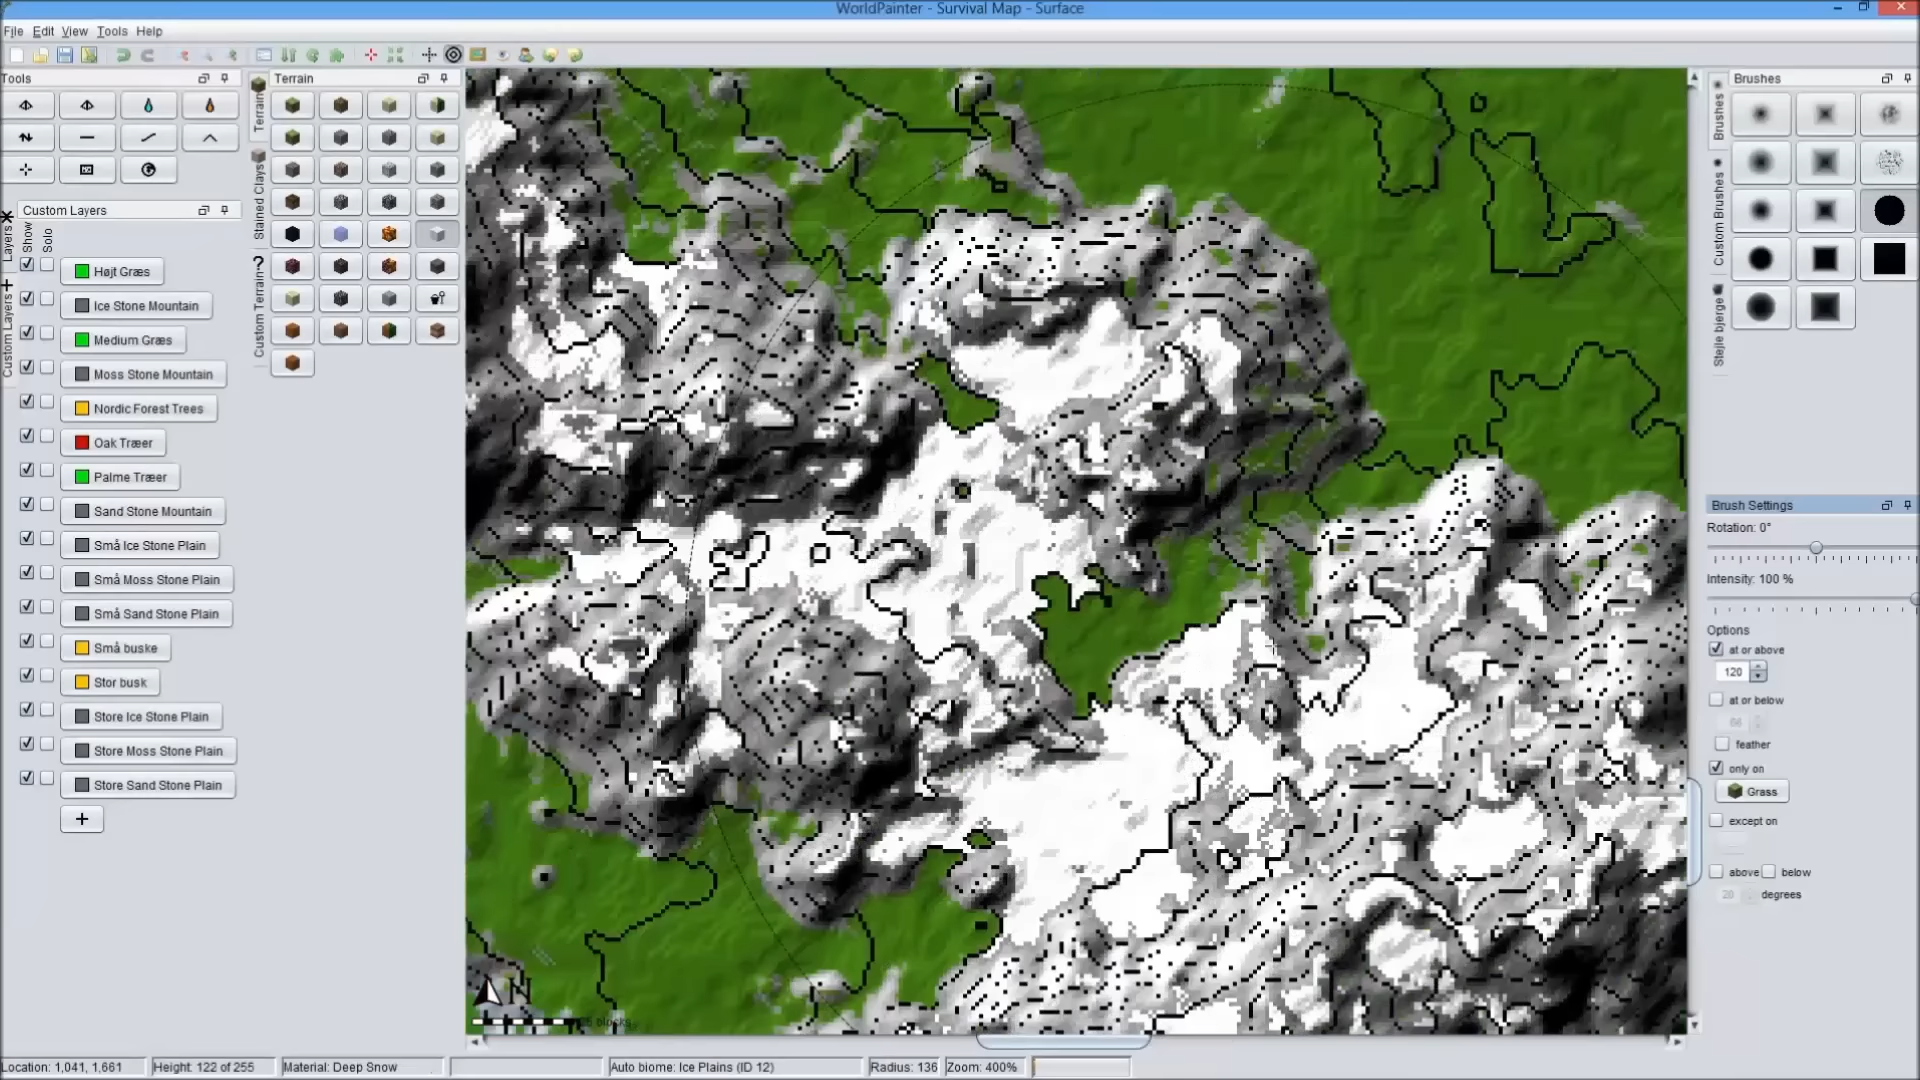 WorldPainter - Survival Map - Surface
File Edit View Tools Help
Tools
Terrain
Brushes
Custom Layers
Show
Solo
Layers
Custom Layers
Terrain
Stained Clays
Custom Terrain
Højt Græs
Ice Stone Mountain
Medium Græs
Moss Stone Mountain
Nordic Forest Trees
Oak Træer
Palme Træer
Sand Stone Mountain
Små Ice Stone Plain
Små Moss Stone Plain
Små Sand Stone Plain
Små buske
Stor busk
Store Ice Stone Plain
Store Moss Stone Plain
Store Sand Stone Plain
+
N
blocks
Brushes
Custom Brushes
Stejle bjerge
Brush Settings
Rotation: 0°
Intensity: 100 %
Options
at or above
120
at or below
feather
only on
Grass
except on
above below
20 degrees
Location: 1,041, 1,661 Height: 122 of 255 Material: Deep Snow Auto biome: Ice Plains (ID 12) Radius: 136 Zoom: 400%